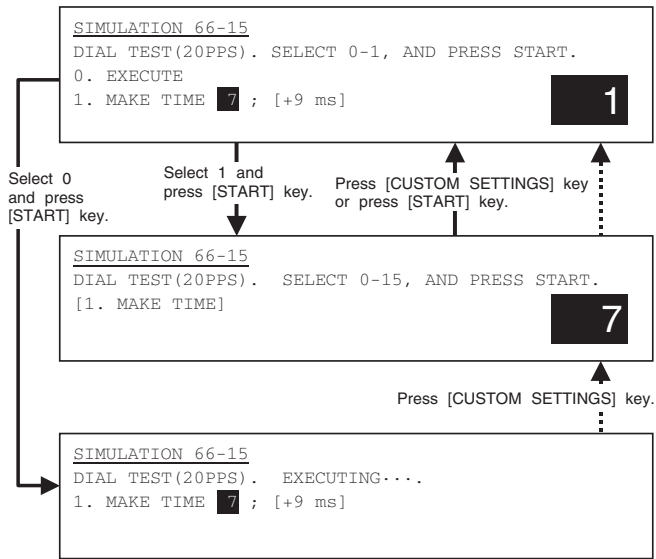 SIMULATION 66-15
DIAL TEST(20PPS). SELECT 0-1, AND PRESS START.
0. EXECUTE
1. MAKE TIME 7 ; [+9 ms]
1
Select 0
and press
[START] key.
Select 1 and
press [START] key.
Press [CUSTOM SETTINGS] key
or press [START] key.
SIMULATION 66-15
DIAL TEST(20PPS). SELECT 0-15, AND PRESS START.
[1. MAKE TIME]
7
Press [CUSTOM SETTINGS] key.
SIMULATION 66-15
DIAL TEST(20PPS). EXECUTING····.
1. MAKE TIME 7 ; [+9 ms]